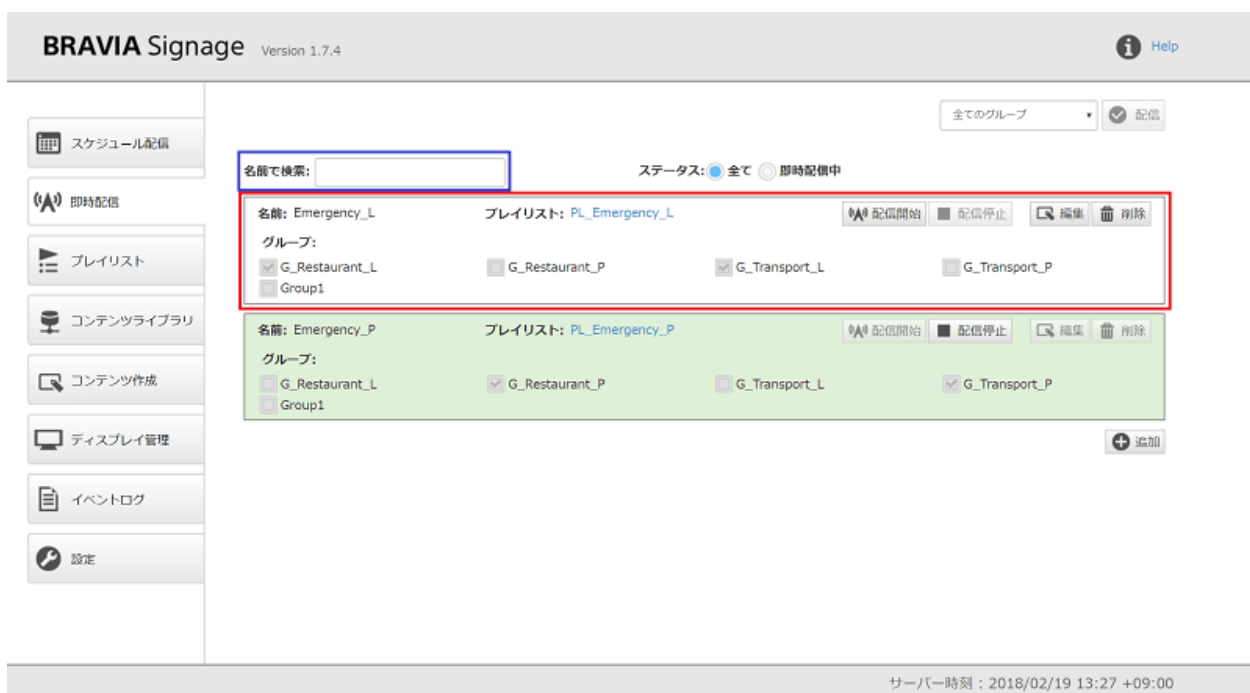 BRAVIA Signage Version 1.7.4
Help
全てのグループ
配信
スケジュール配信
即時配信
プレイリスト
コンテンツライブラリ
コンテンツ作成
ディスプレイ管理
イベントログ
設定
名前で検索:
ステータス: 全て 即時配信中
名前: Emergency_L プレイリスト: PL_Emergency_L 配信開始 配信停止 編集 削除
グループ:
G_Restaurant_L G_Restaurant_P G_Transport_L G_Transport_P
Group1
名前: Emergency_P プレイリスト: PL_Emergency_P 配信開始 配信停止 編集 削除
グループ:
G_Restaurant_L G_Restaurant_P G_Transport_L G_Transport_P
Group1
追加
サーバー時刻 : 2018/02/19 13:27 +09:00